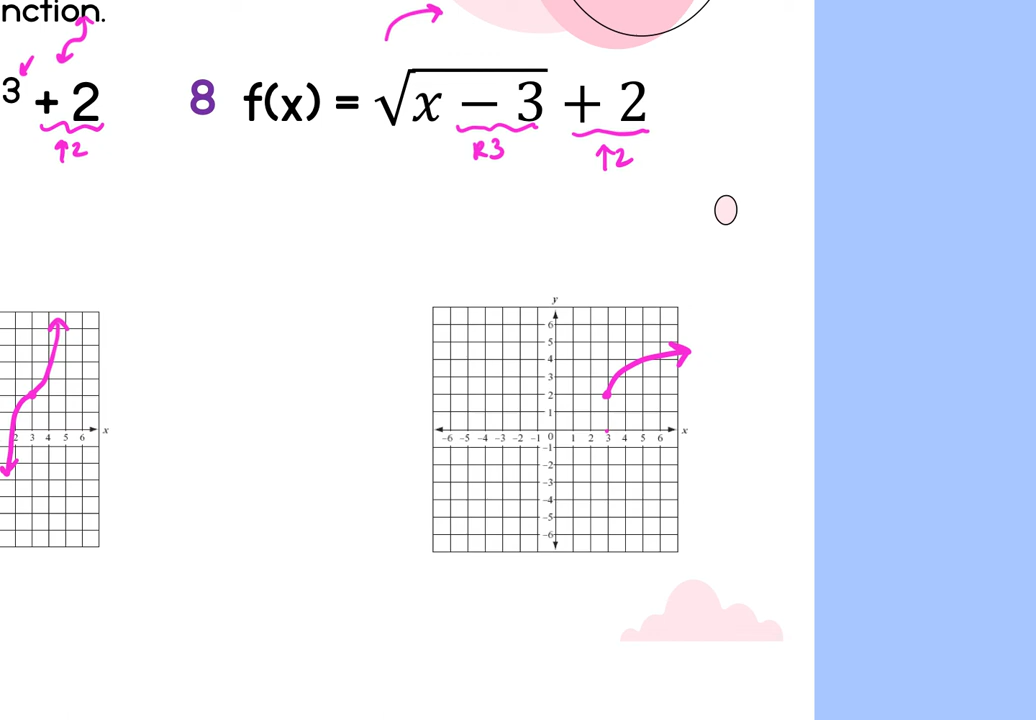 nction.
3 + 2
↑2
8 f(x) = √x − 3 + 2
R3
↑2
2 3 4 5 6 x
y
6
5
4
3
2
1
−6 −5 −4 −3 −2 −1 0 1 2 3 4 5 6 x
−1
−2
−3
−4
−5
−6